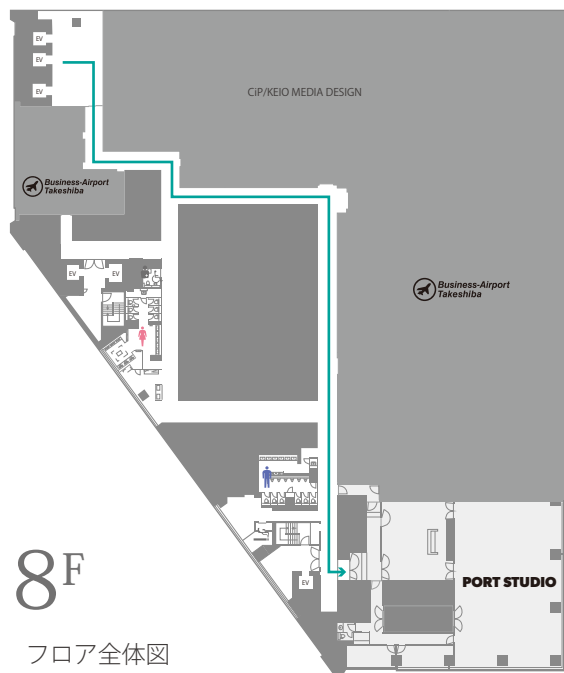 EV
EV
EV
CiP/KEIO MEDIA DESIGN
Business-Airport
Takeshiba
EV
EV
Business-Airport
Takeshiba
8F
EV
PORT STUDIO
フロア全体図